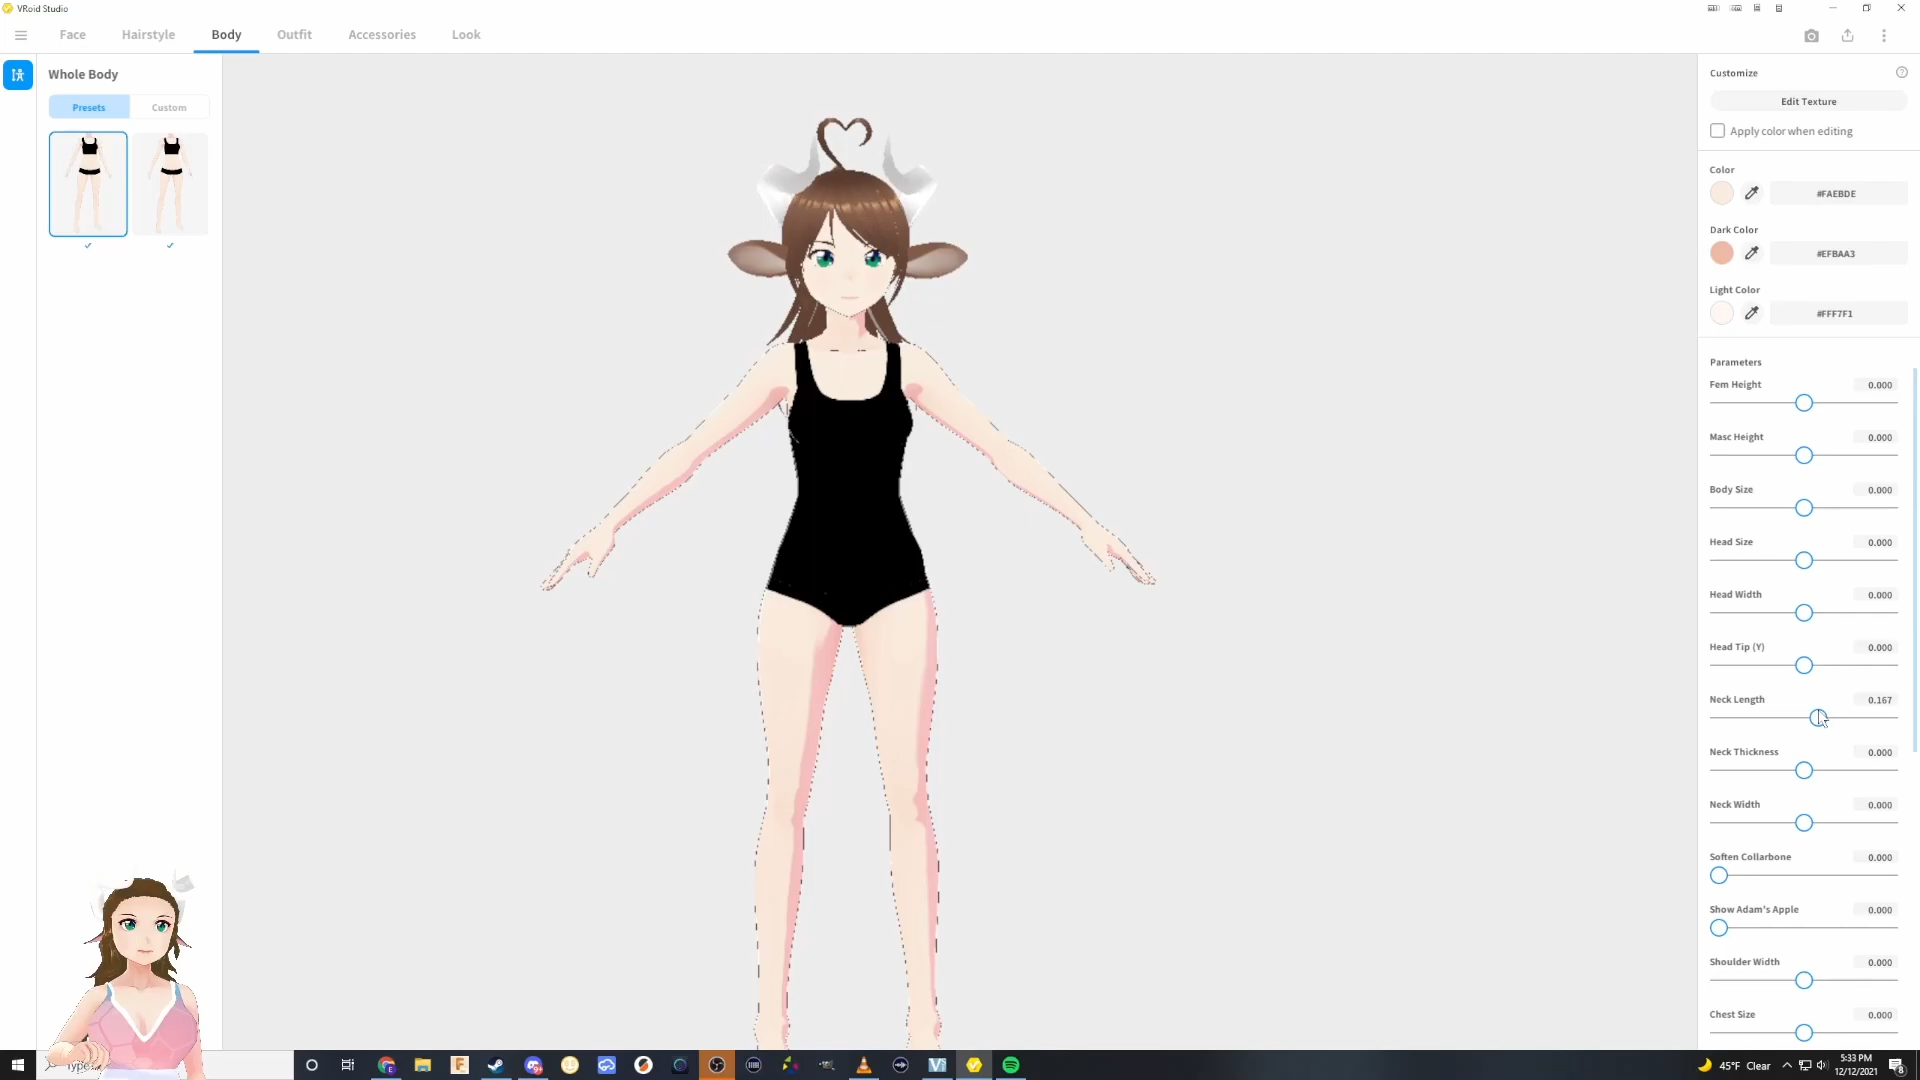 VRoid Studio
Face Hairstyle Body Outfit Accessories Look
Whole Body
Presets Custom
Customize
Edit Texture
Apply color when editing
Color
#FAEBDE
Dark Color
#EFBAA3
Light Color
#FFF7F1
Parameters
Fem Height 0.000
Masc Height 0.000
Body Size 0.000
Head Size 0.000
Head Width 0.000
Head Tip (Y) 0.000
Neck Length 0.167
Neck Thickness 0.000
Neck Width 0.000
Soften Collarbone 0.000
Show Adam's Apple 0.000
Shoulder Width 0.000
Chest Size 0.000
Type
45°F Clear
5:33 PM
12/12/2021